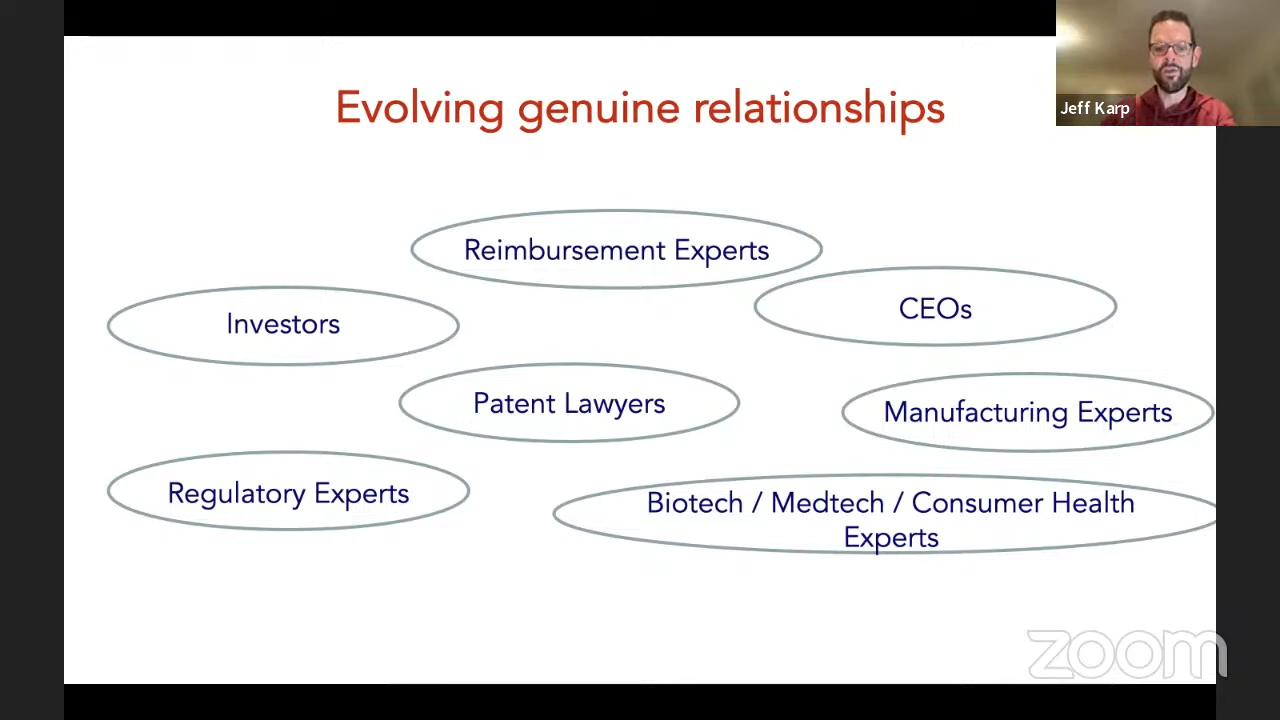 Evolving genuine relationships
Jeff Karp
Reimbursement Experts
CEOs
Investors
Patent Lawyers
Manufacturing Experts
Regulatory Experts
Biotech / Medtech / Consumer Health
Experts
zoom